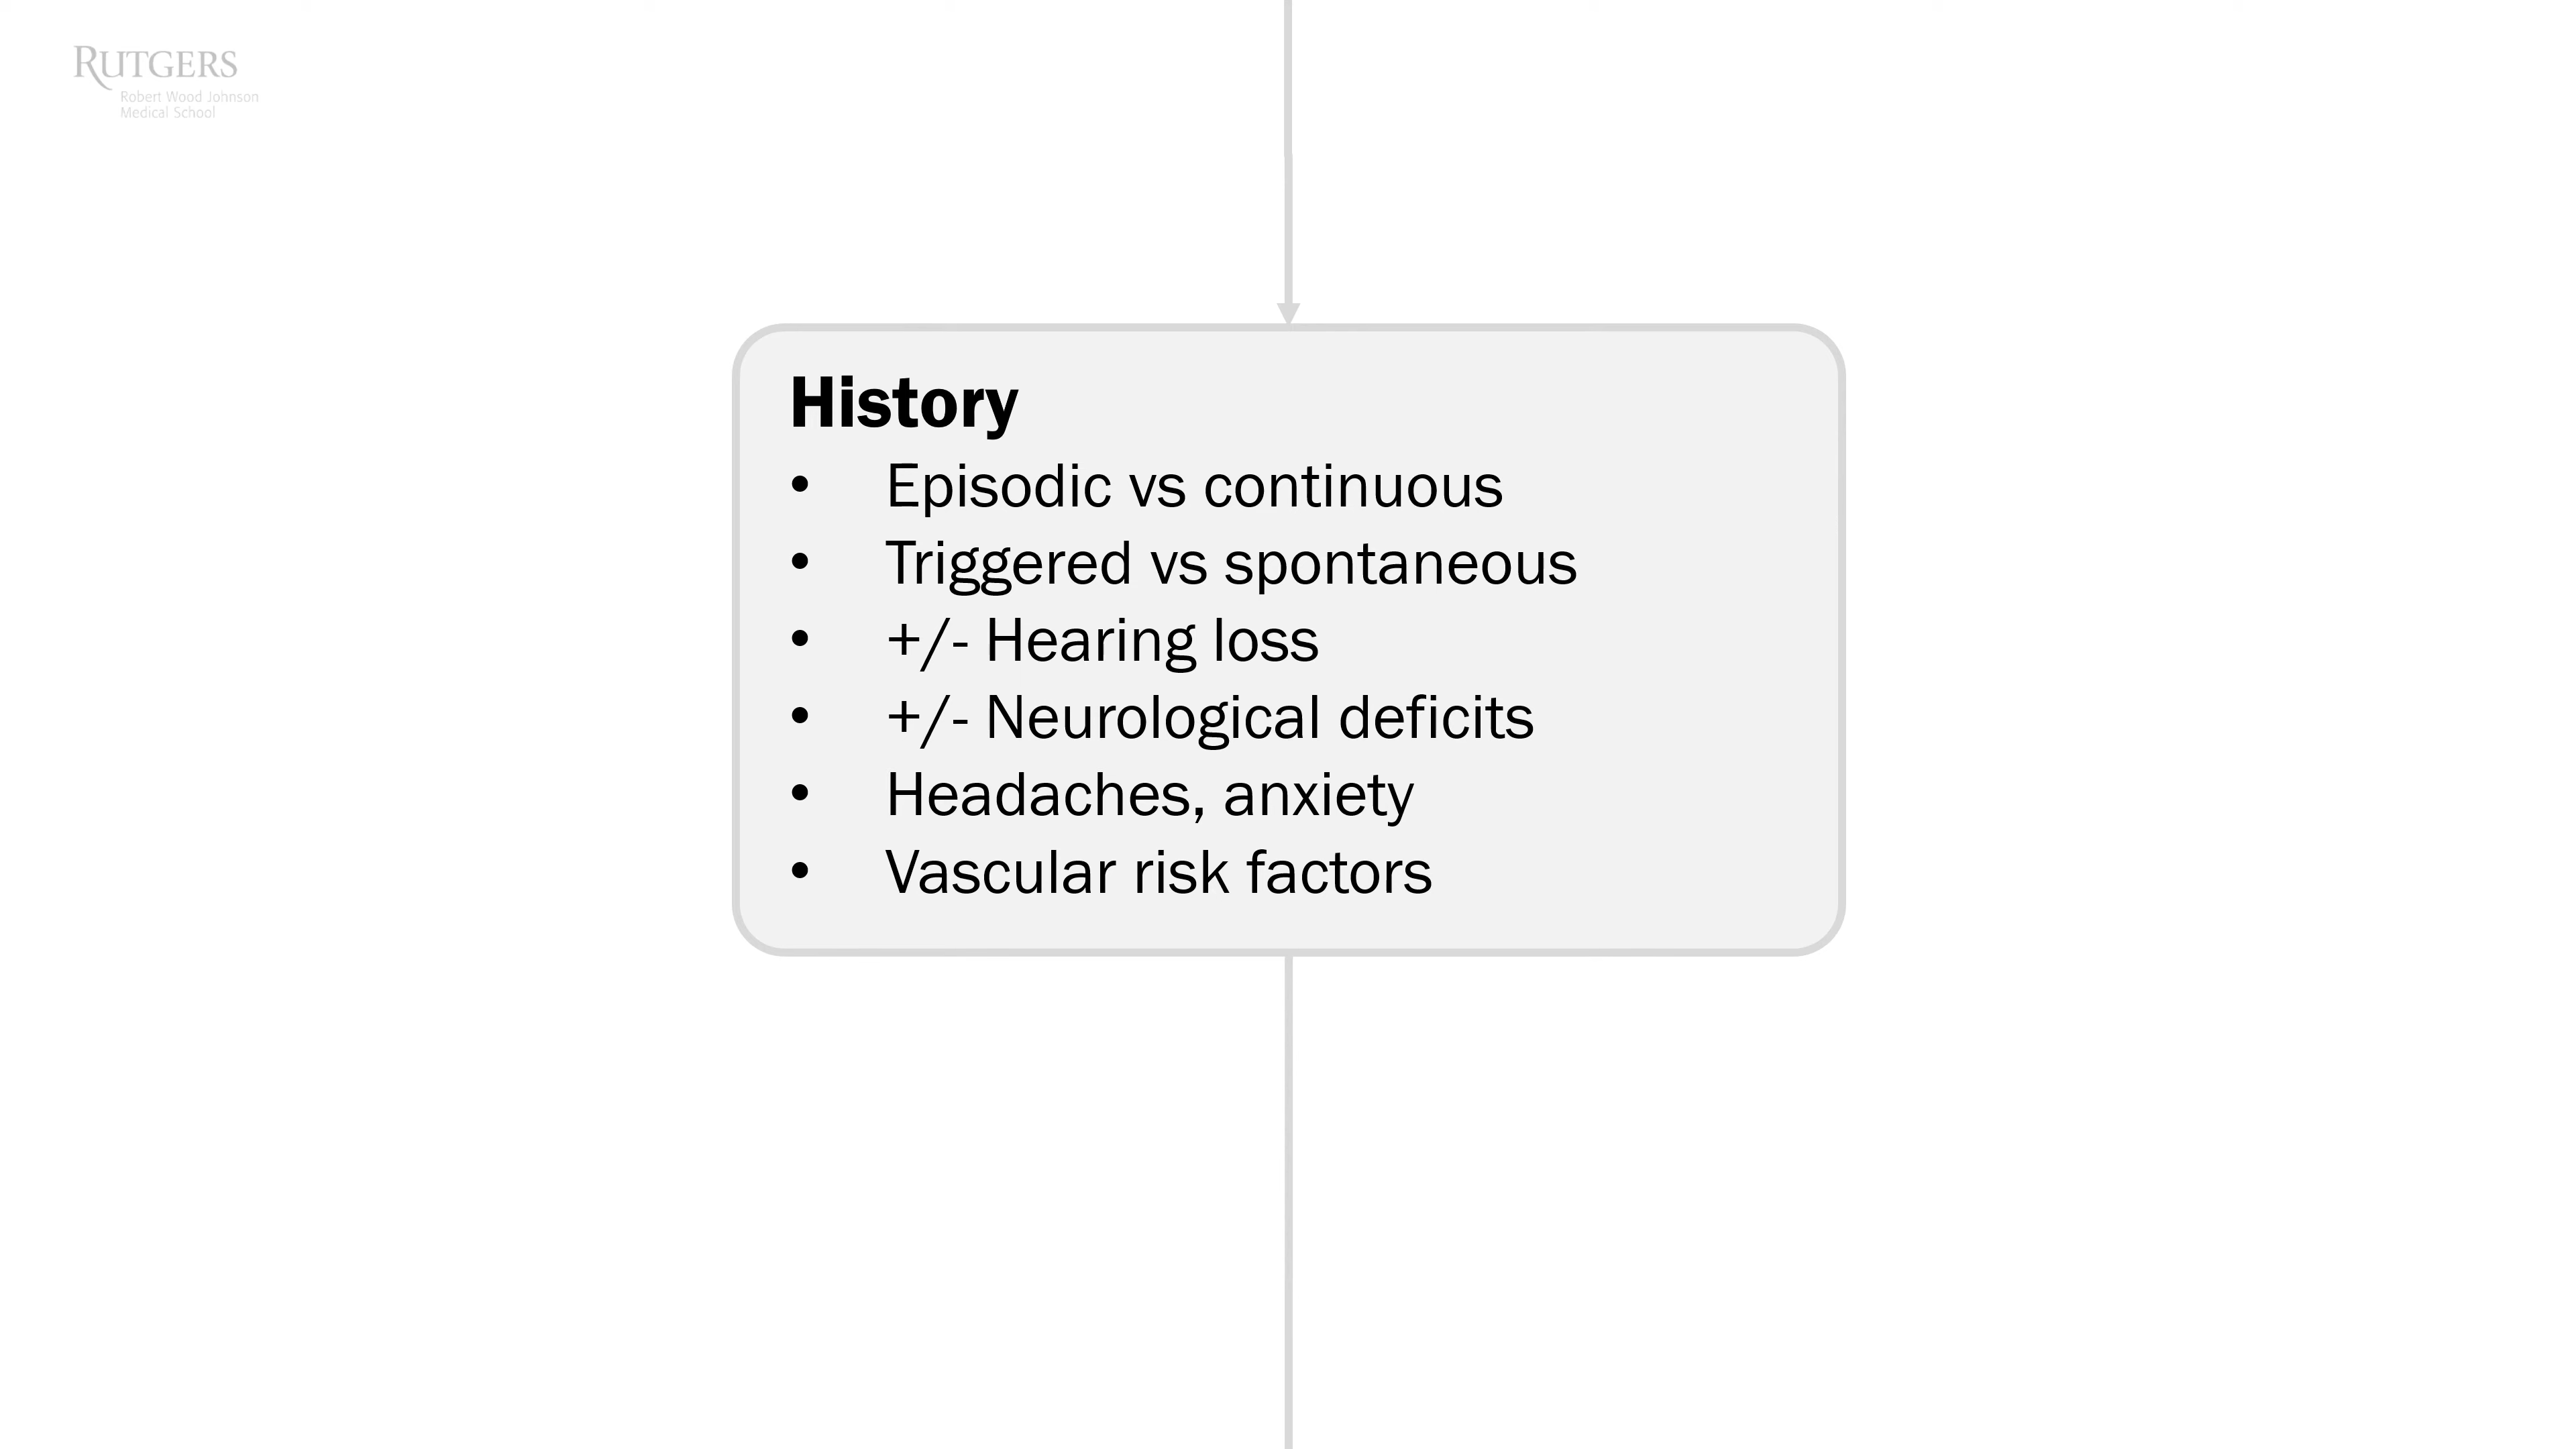 RUTGERS
Robert Wood Johnson
Medical School
History
• Episodic vs continuous
• Triggered vs spontaneous
• +/- Hearing loss
• +/- Neurological deficits
• Headaches, anxiety
• Vascular risk factors